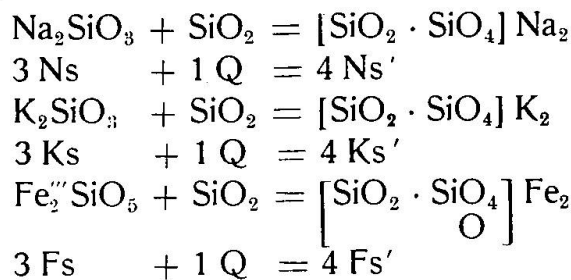 Na₂SiO₃ + SiO₂ = [SiO₂ · SiO₄] Na₂
3 Ns + 1 Q = 4 Ns′
K₂SiO₃ + SiO₂ = [SiO₂ · SiO₄] K₂
3 Ks + 1 Q = 4 Ks′
Fe₂‴SiO₅ + SiO₂ = [SiO₂ · SiO₄ O] Fe₂
3 Fs + 1 Q = 4 Fs′